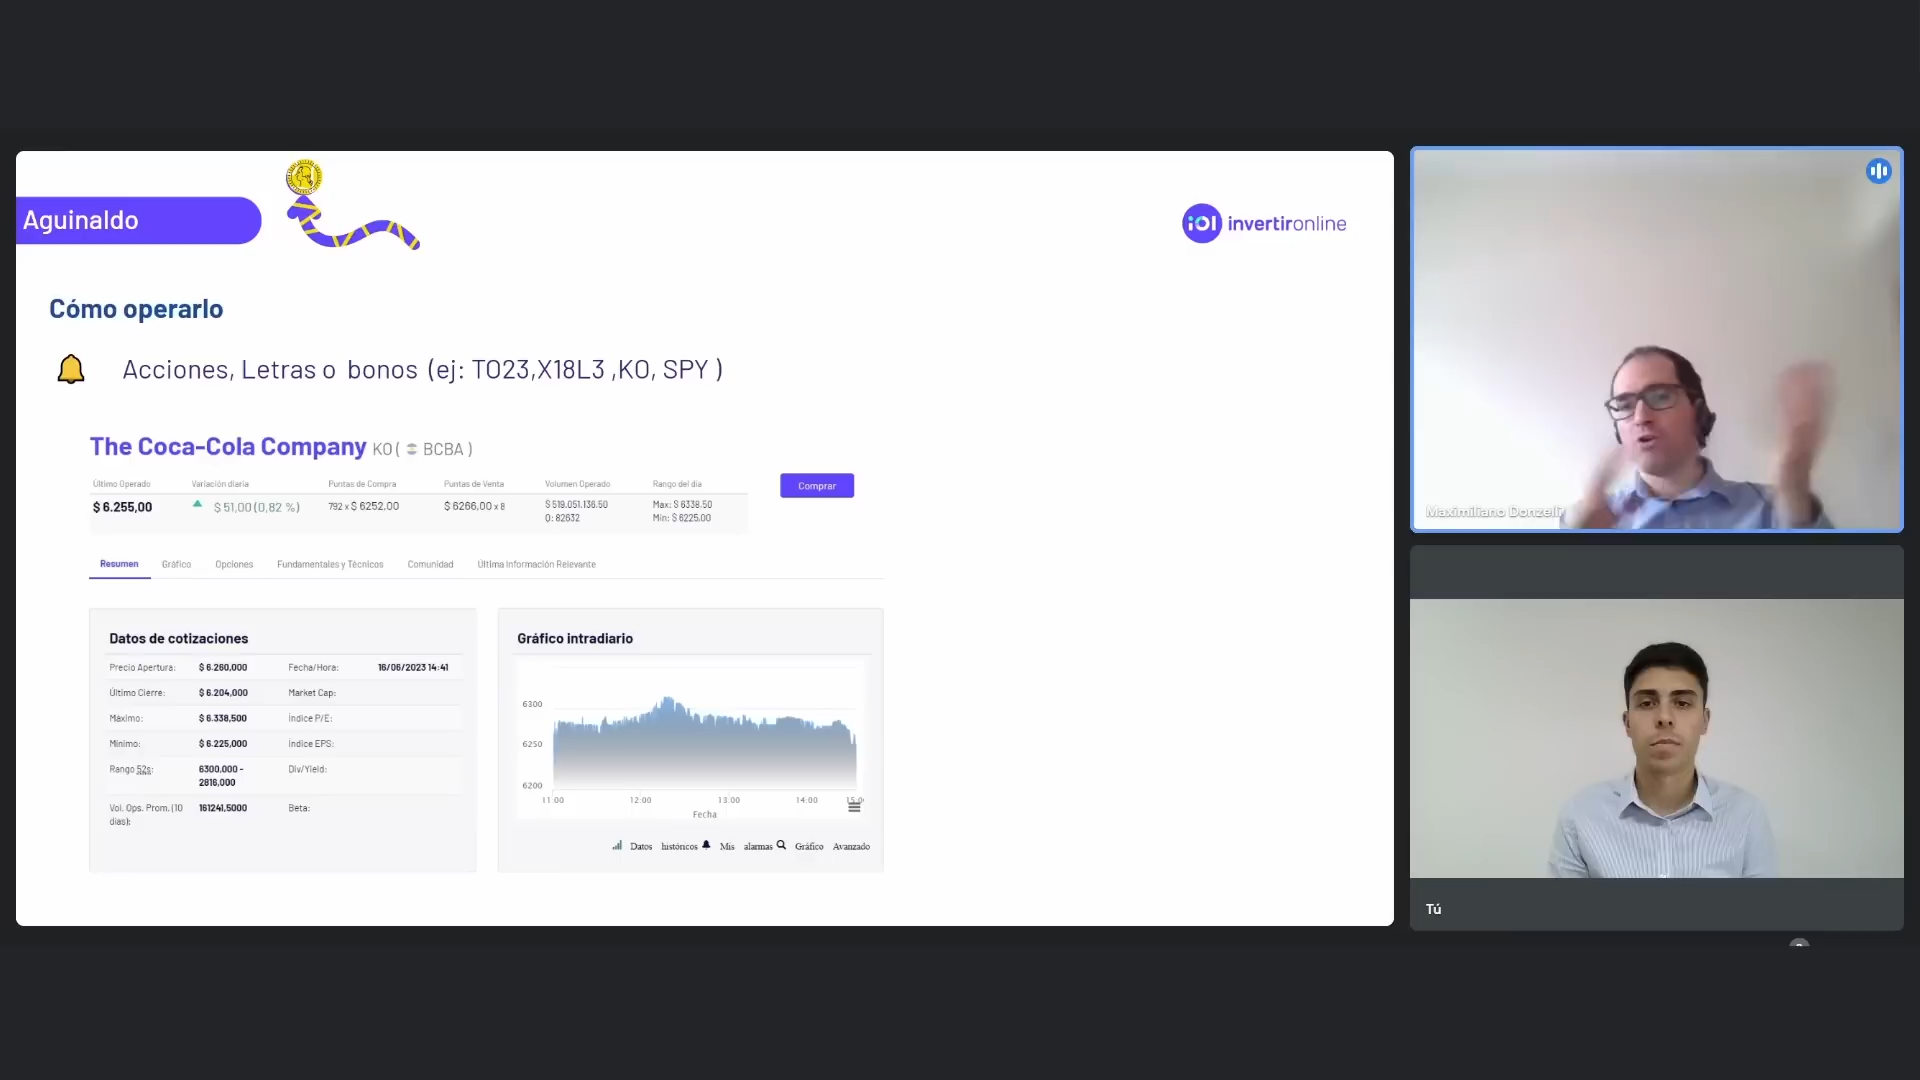 Aguinaldo
iOl invertironline
Cómo operarlo
Acciones, Letras o bonos (ej: TO23,X18L3 ,KO, SPY )
The Coca-Cola Company KO ( BCBA )
Último Operado Variación diaria Puntas de Compra Puntas de Venta Volumen Operado Rango del día
Comprar
$ 6.255,00 $ 51,00 (0,82 %) 792 x $ 6252,00 $ 6266,00 x 8 $ 519.051.136,50 Max: $ 6338,50
Q: 82632 Min: $ 6225,00
Resumen Gráfico Opciones Fundamentales y Técnicos Comunidad Última Información Relevante
Datos de cotizaciones
Precio Apertura: $ 6.260,000 Fecha/Hora: 16/06/2023 14:41
Último Cierre: $ 6.204,000 Market Cap:
Máximo: $ 6.338,500 Índice P/E:
Mínimo: $ 6.225,000 Índice EPS:
Rango 52s: 6300,000 - Div/Yield:
2816,000
Vol. Ops. Prom. (10 161241,5000 Beta:
días):
Gráfico intradiario
6300
6250
6200
11:00 12:00 13:00 14:00
Fecha
Datos históricos Mis alarmas Gráfico Avanzado
Maximiliano Donzelli
Tú